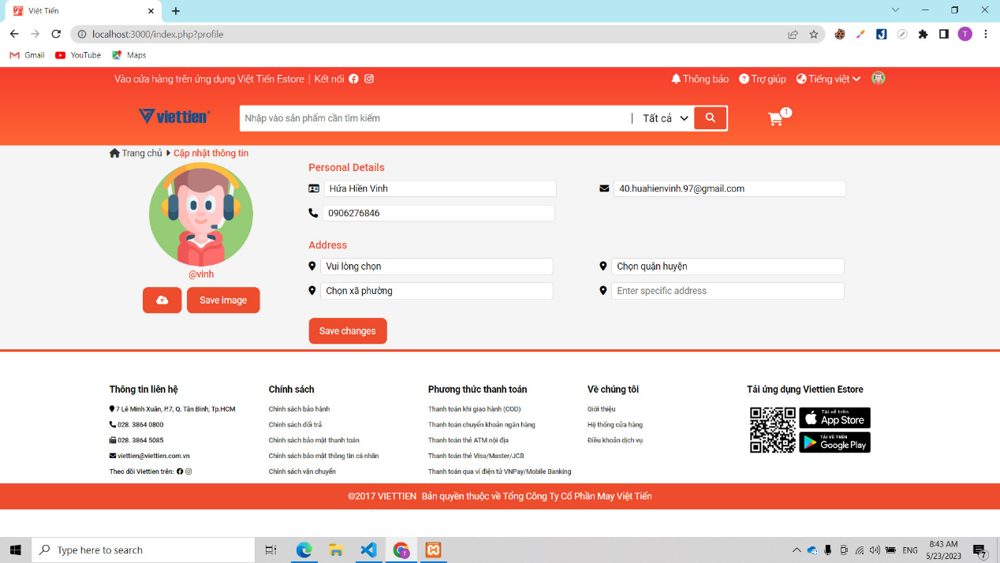 Việt Tiến
localhost:3000/index.php?profile
T
Gmail YouTube Maps
Vào cửa hàng trên ứng dụng Việt Tiến Estore | Kết nối
Thông báo Trợ giúp Tiếng việt
viettien®
Nhập vào sản phẩm cần tìm kiếm
Tất cả
1
Trang chủ Cập nhật thông tin
@vinh
Save image
Personal Details
Hứa Hiền Vinh
40.huahienvinh.97@gmail.com
0906276846
Address
Vui lòng chọn
Chọn quận huyện
Chọn xã phường
Enter specific address
Save changes
Thông tin liên hệ
7 Lê Minh Xuân, P.7, Q. Tân Bình, Tp.HCM
028. 3864 0800
028. 3864 5085
viettien@viettien.com.vn
Theo dõi Viettien trên:
Chính sách
Chính sách bảo hành
Chính sách đổi trả
Chính sách bảo mật thanh toán
Chính sách bảo mật thông tin cá nhân
Chính sách vận chuyển
Phương thức thanh toán
Thanh toán khi giao hành (COD)
Thanh toán chuyển khoản ngân hàng
Thanh toán thẻ ATM nội địa
Thanh toán thẻ Visa/Master/JCB
Thanh toán qua ví điện tử VNPay/Mobile Banking
Về chúng tôi
Giới thiệu
Hệ thống cửa hàng
Điều khoản dịch vụ
Tải ứng dụng Viettien Estore
Tải về trên
App Store
TẢI VỀ TRÊN
Google Play
©2017 VIETTIEN Bản quyền thuộc về Tổng Công Ty Cổ Phần May Việt Tiến
Type here to search
T
ENG
8:43 AM
5/23/2023
7